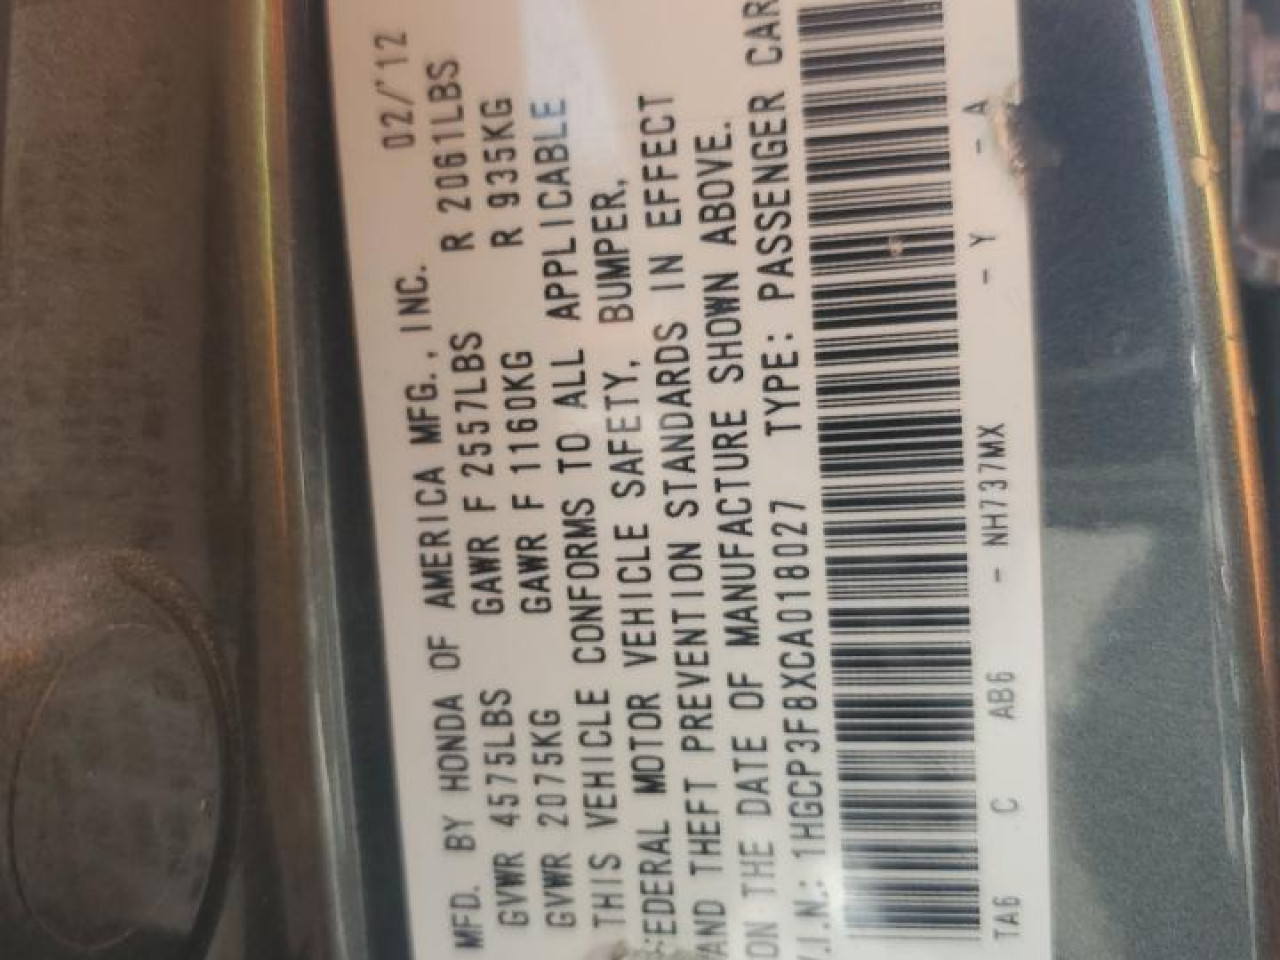 MFD. BY HONDA OF AMERICA MFG., INC. 02/'12
GVWR 4575LBS GAWR F 2557LBS R 2061LBS
GVWR 2075KG GAWR F 1160KG R 935KG
THIS VEHICLE CONFORMS TO ALL APPLICABLE
FEDERAL MOTOR VEHICLE SAFETY, BUMPER,
AND THEFT PREVENTION STANDARDS IN EFFECT
ON THE DATE OF MANUFACTURE SHOWN ABOVE.
V.I.N.: 1HGCP3F8XCA018027 TYPE: PASSENGER CAR
TA6 C AB6 - NH737MX - Y - A